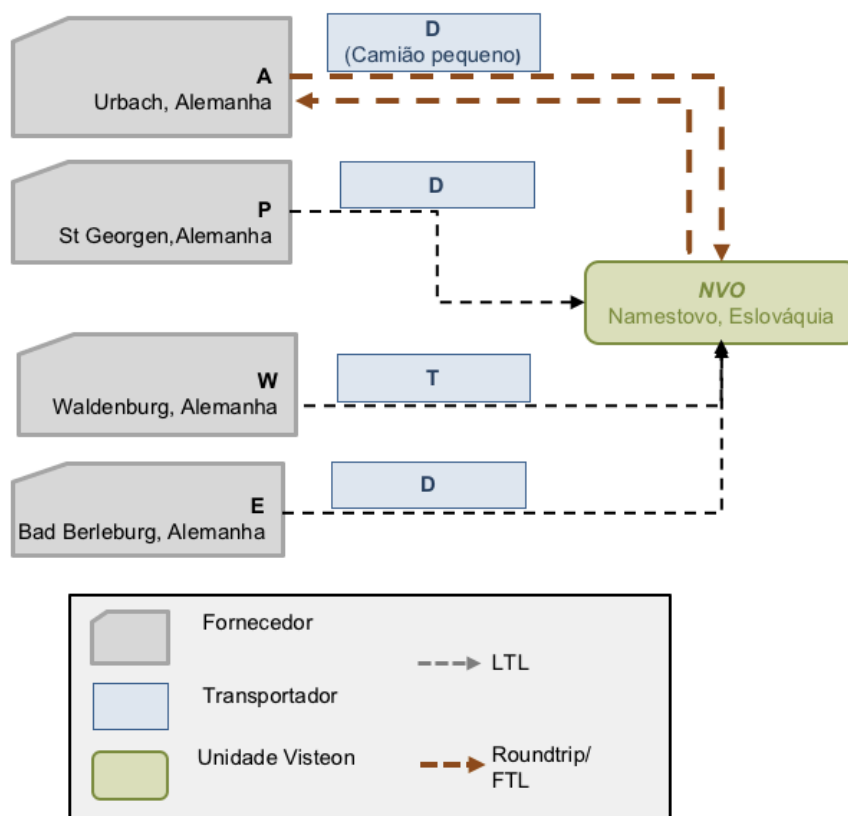 D
(Camião pequeno)
A
Urbach, Alemanha
D
P
St Georgen,Alemanha
NVO
Namestovo, Eslováquia
T
W
Waldenburg, Alemanha
D
E
Bad Berleburg, Alemanha
Fornecedor
LTL
Transportador
Unidade Visteon
Roundtrip/
FTL